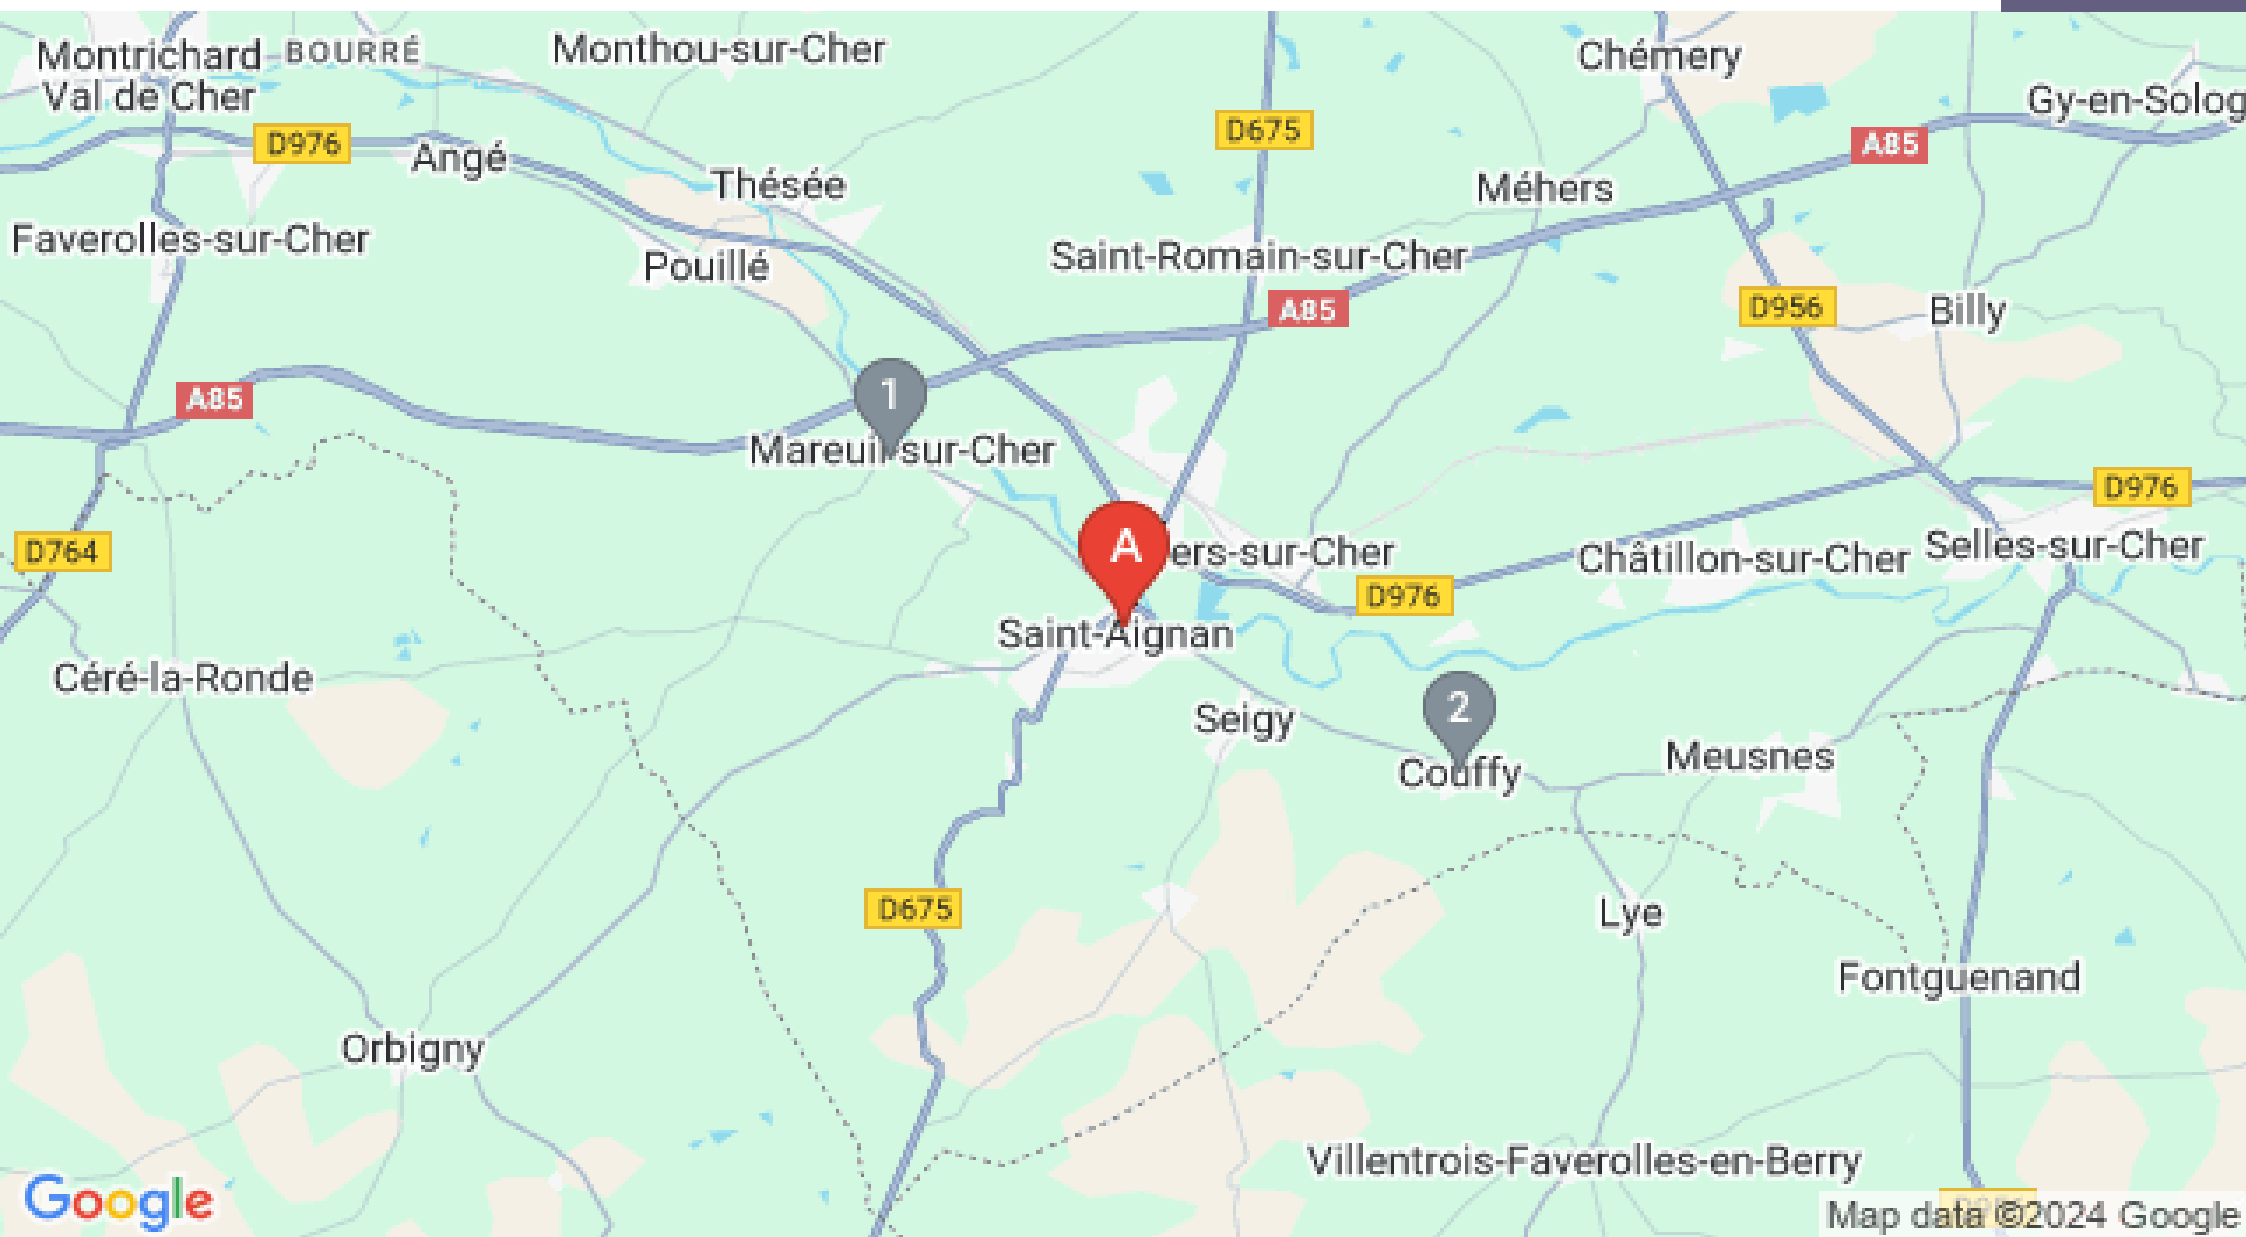 Montrichard
Val de Cher
BOURRÉ
Monthou-sur-Cher
Chémery
Gy-en-Solog
D976
Angé
D675
A85
Thésée
Méhers
Faverolles-sur-Cher
Pouillé
Saint-Romain-sur-Cher
A85
D956
Billy
A85
1
Mareuil-sur-Cher
D976
D764
A
ers-sur-Cher
Châtillon-sur-Cher
Selles-sur-Cher
D976
Saint-Aignan
Céré-la-Ronde
Seigy
2
Couffy
Meusnes
D675
Lye
Fontguenand
Orbigny
Villentrois-Faverolles-en-Berry
Google
Map data ©2024 Google